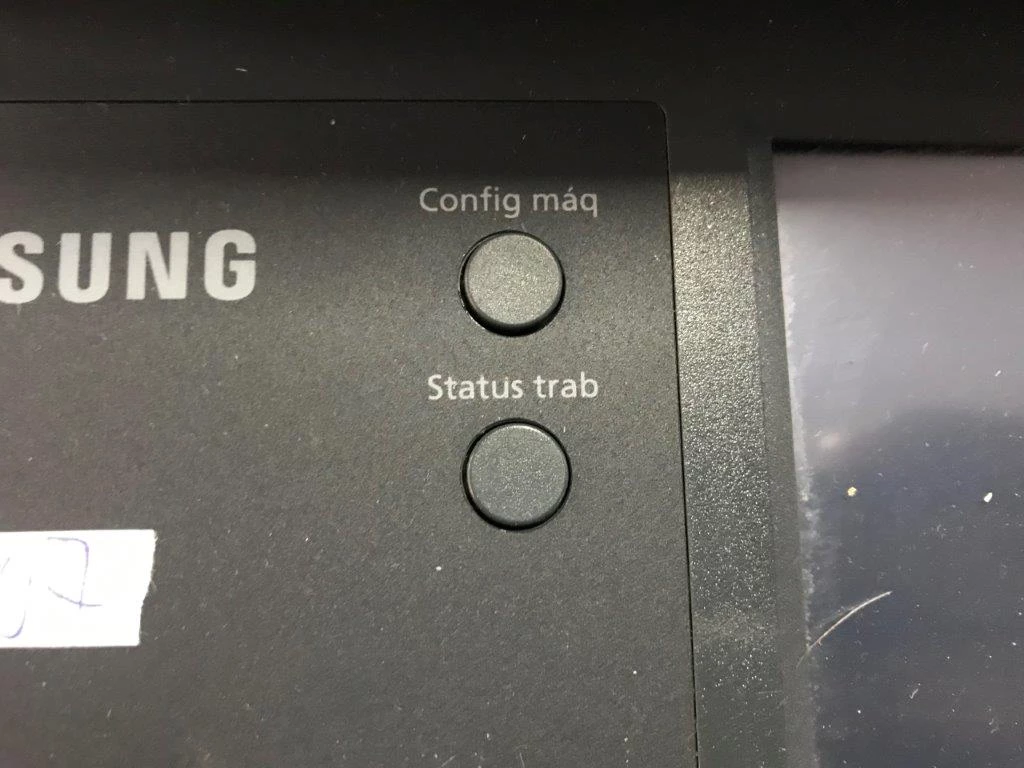 Config máq
SUNG
Status trab